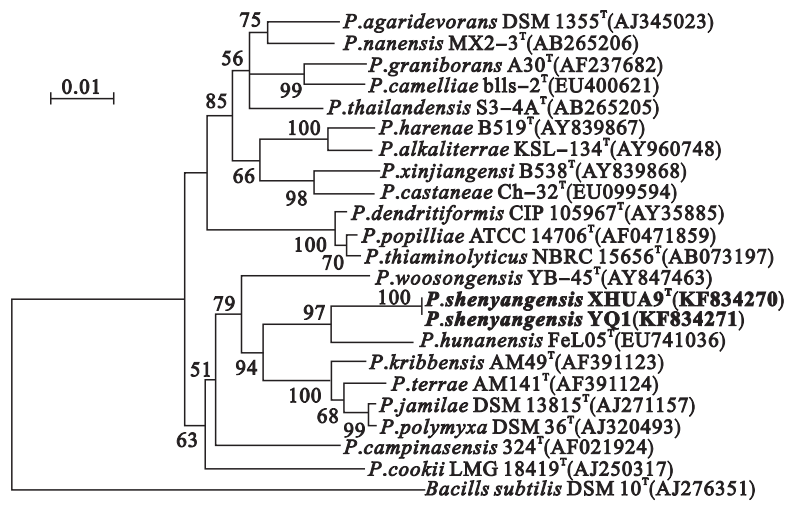 75
P.agaridevorans DSM 1355T(AJ345023)
P.nanensis MX2-3T(AB265206)
56
P.graniborans A30T(AF237682)
0.01
99
P.camelliae blls-2T(EU400621)
85
P.thailandensis S3-4AT(AB265205)
100
P.harenae B519T(AY839867)
P.alkaliterrae KSL-134T(AY960748)
66
P.xinjiangensi B538T(AY839868)
98
P.castaneae Ch-32T(EU099594)
P.dendritiformis CIP 105967T(AY35885)
100
P.popilliae ATCC 14706T(AF0471859)
70
P.thiaminolyticus NBRC 15656T(AB073197)
P.woosongensis YB-45T(AY847463)
79
97
100
P.shenyangensis XHUA9T(KF834270)
P.shenyangensis YQ1(KF834271)
P.hunanensis FeL05T(EU741036)
94
P.kribbensis AM49T(AF391123)
51
100
P.terrae AM141T(AF391124)
68
P.jamilae DSM 13815T(AJ271157)
99
P.polymyxa DSM 36T(AJ320493)
63
P.campinasensis 324T(AF021924)
P.cookii LMG 18419T(AJ250317)
Bacills subtilis DSM 10T(AJ276351)